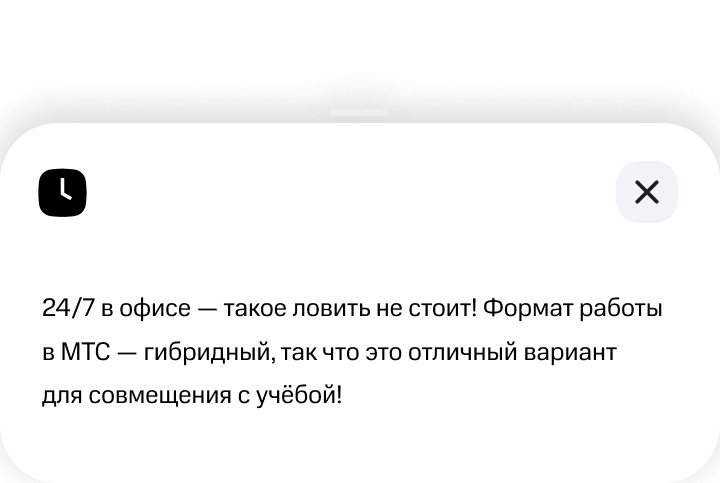 24/7 в офисе — такое ловить не стоит! Формат работы
в МТС — гибридный, так что это отличный вариант
для совмещения с учёбой!